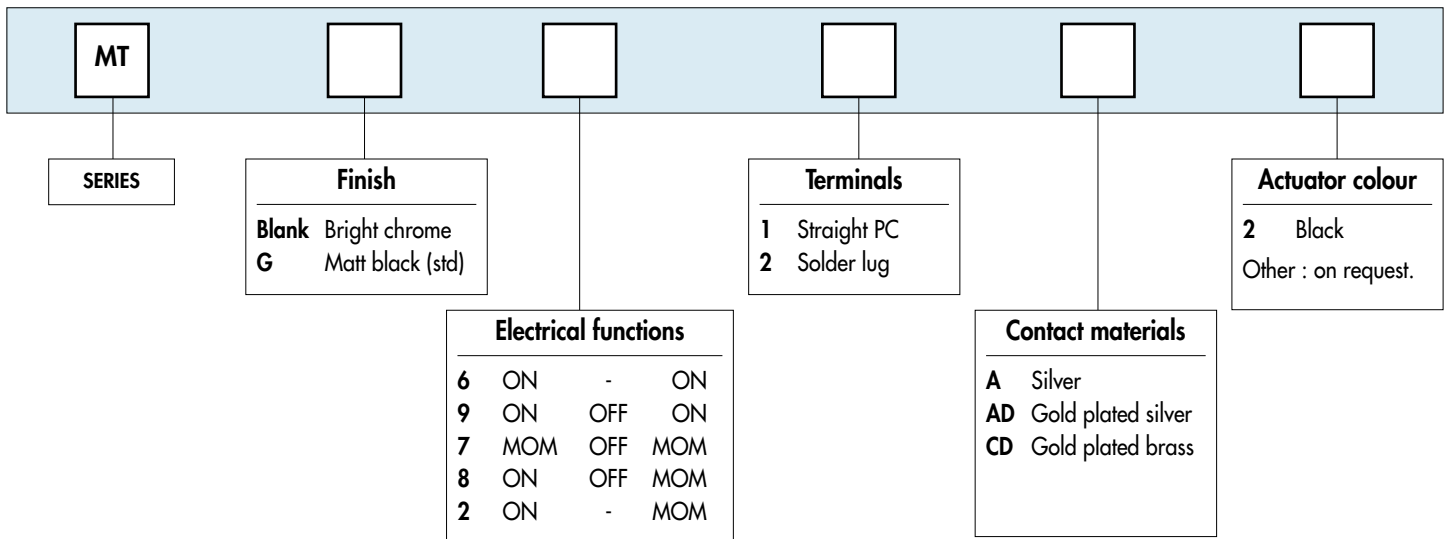 MT
SERIES
Finish
Blank Bright chrome
G Matt black (std)
Electrical functions
6 ON - ON
9 ON OFF ON
7 MOM OFF MOM
8 ON OFF MOM
2 ON - MOM
Terminals
1 Straight PC
2 Solder lug
Contact materials
A Silver
AD Gold plated silver
CD Gold plated brass
Actuator colour
2 Black
Other : on request.